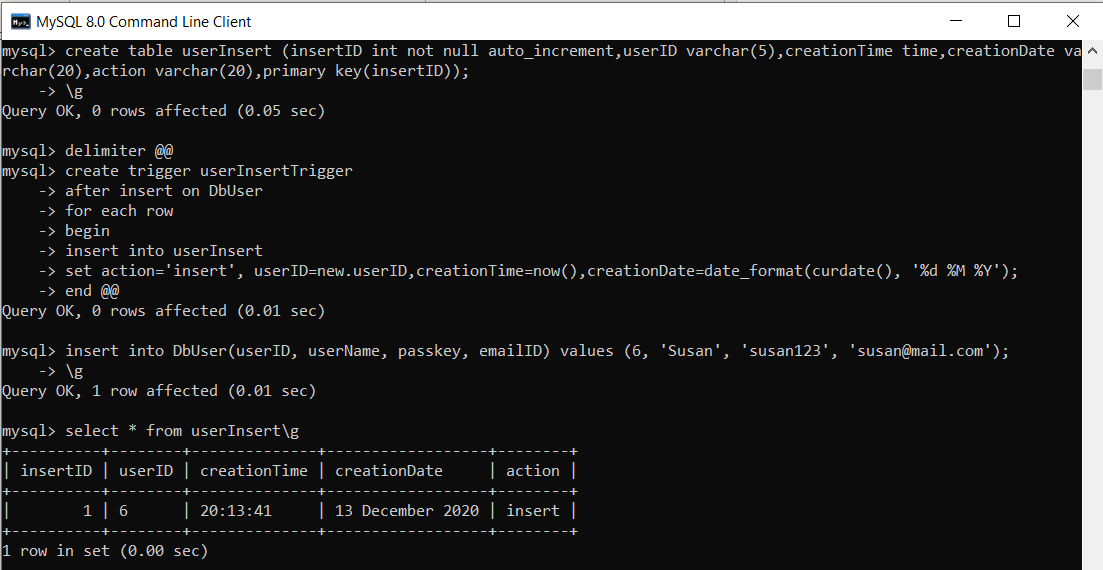 MySQL 8.0 Command Line Client
mysql> create table userInsert (insertID int not null auto_increment,userID varchar(5),creationTime time,creationDate va
rchar(20),action varchar(20),primary key(insertID));
    -> \g
Query OK, 0 rows affected (0.05 sec)

mysql> delimiter @@
mysql> create trigger userInsertTrigger
    -> after insert on DbUser
    -> for each row
    -> begin
    -> insert into userInsert
    -> set action='insert', userID=new.userID,creationTime=now(),creationDate=date_format(curdate(), '%d %M %Y');
    -> end @@
Query OK, 0 rows affected (0.01 sec)

mysql> insert into DbUser(userID, userName, passkey, emailID) values (6, 'Susan', 'susan123', 'susan@mail.com');
    -> \g
Query OK, 1 row affected (0.01 sec)

mysql> select * from userInsert\g
+----------+--------+--------------+------------------+--------+
| insertID | userID | creationTime | creationDate     | action |
+----------+--------+--------------+------------------+--------+
|        1 | 6      | 20:13:41     | 13 December 2020 | insert |
+----------+--------+--------------+------------------+--------+
1 row in set (0.00 sec)